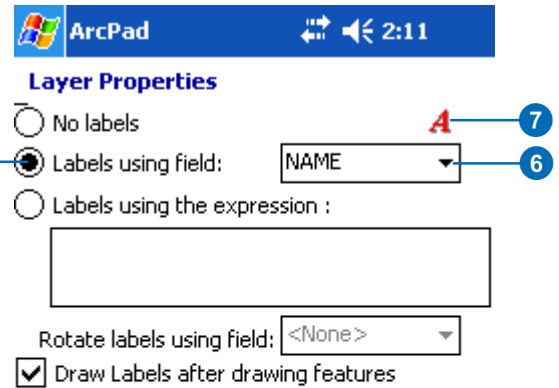 ArcPad 2:11
Layer Properties
No labels A 7
Labels using field: NAME 6
Labels using the expression :
Rotate labels using field: <None>
Draw Labels after drawing features